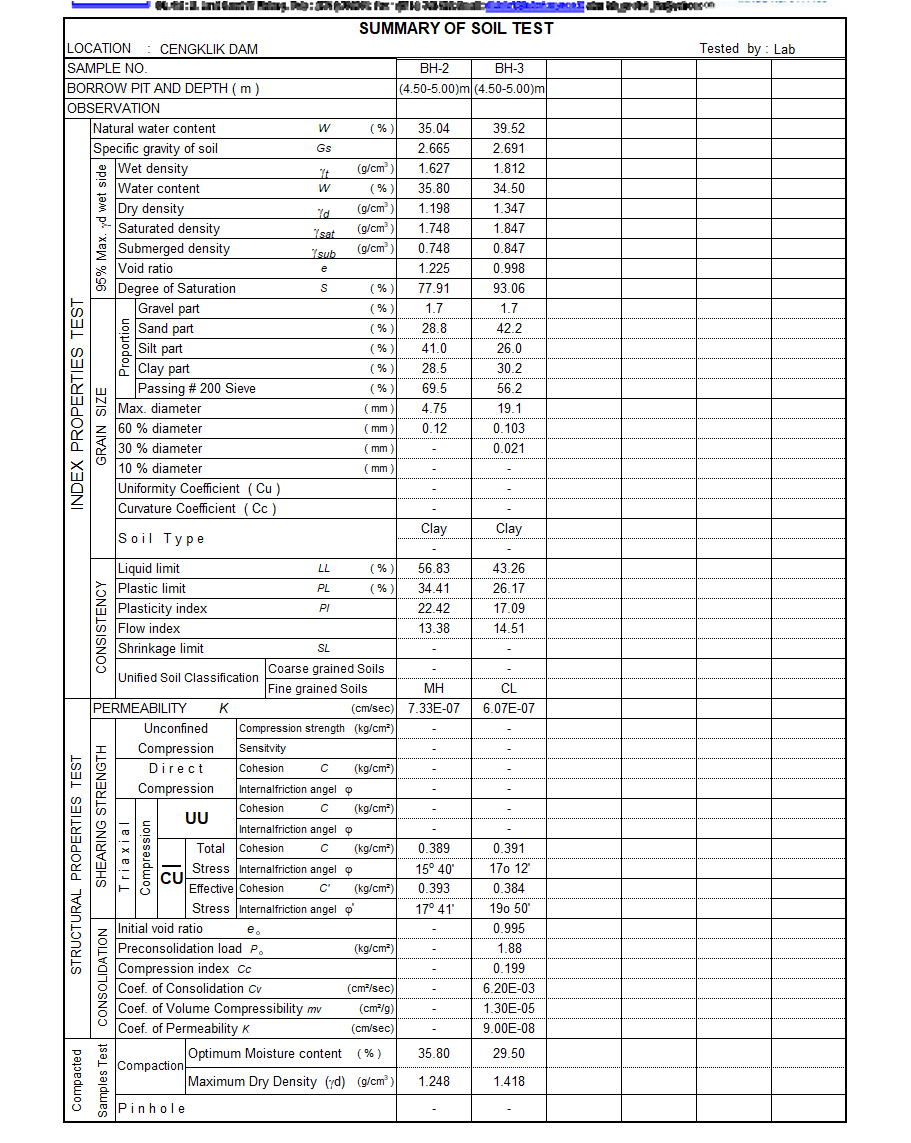 SUMMARY OF SOIL TEST
LOCATION : CENGKLIK DAM Tested by : Lab
SAMPLE NO. BH-2 BH-3
BORROW PIT AND DEPTH ( m ) (4.50-5.00)m (4.50-5.00)m
OBSERVATION
INDEX PROPERTIES TEST
Natural water content W ( % ) 35.04 39.52
Specific gravity of soil Gs 2.665 2.691
95% Max. γd wet side
Wet density γt (g/cm³) 1.627 1.812
Water content W ( % ) 35.80 34.50
Dry density γd (g/cm³) 1.198 1.347
Saturated density γsat (g/cm³) 1.748 1.847
Submerged density γsub (g/cm³) 0.748 0.847
Void ratio e 1.225 0.998
Degree of Saturation S ( % ) 77.91 93.06
GRAIN SIZE
Proportion
Gravel part ( % ) 1.7 1.7
Sand part ( % ) 28.8 42.2
Silt part ( % ) 41.0 26.0
Clay part ( % ) 28.5 30.2
Passing # 200 Sieve ( % ) 69.5 56.2
Max. diameter ( mm ) 4.75 19.1
60 % diameter ( mm ) 0.12 0.103
30 % diameter ( mm ) - 0.021
10 % diameter ( mm ) - -
Uniformity Coefficient ( Cu ) - -
Curvature Coefficient ( Cc ) - -
Soil Type Clay Clay
- -
CONSISTENCY
Liquid limit LL ( % ) 56.83 43.26
Plastic limit PL ( % ) 34.41 26.17
Plasticity index PI 22.42 17.09
Flow index 13.38 14.51
Shrinkage limit SL - -
Unified Soil Classification
Coarse grained Soils - -
Fine grained Soils MH CL
STRUCTURAL PROPERTIES TEST
PERMEABILITY K (cm/sec) 7.33E-07 6.07E-07
SHEARING STRENGTH
Unconfined Compression
Compression strength (kg/cm²) - -
Sensitvity - -
Direct Compression
Cohesion C (kg/cm²) - -
Internalfriction angel φ - -
Triaxial Compression
UU
Cohesion C (kg/cm²) - -
Internalfriction angel φ - -
CU
Total Stress
Cohesion C (kg/cm²) 0.389 0.391
Internalfriction angel φ 15º 40' 17o 12'
Effective Stress
Cohesion C' (kg/cm²) 0.393 0.384
Internalfriction angel φ' 17º 41' 19o 50'
CONSOLIDATION
Initial void ratio eₒ - 0.995
Preconsolidation load Pₒ (kg/cm²) - 1.88
Compression index Cc - 0.199
Coef. of Consolidation Cv (cm²/sec) - 6.20E-03
Coef. of Volume Compressibility mv (cm²/g) - 1.30E-05
Coef. of Permeability K (cm/sec) - 9.00E-08
Compacted Samples Test
Compaction
Optimum Moisture content ( % ) 35.80 29.50
Maximum Dry Density (γd) (g/cm³) 1.248 1.418
Pinhole - -